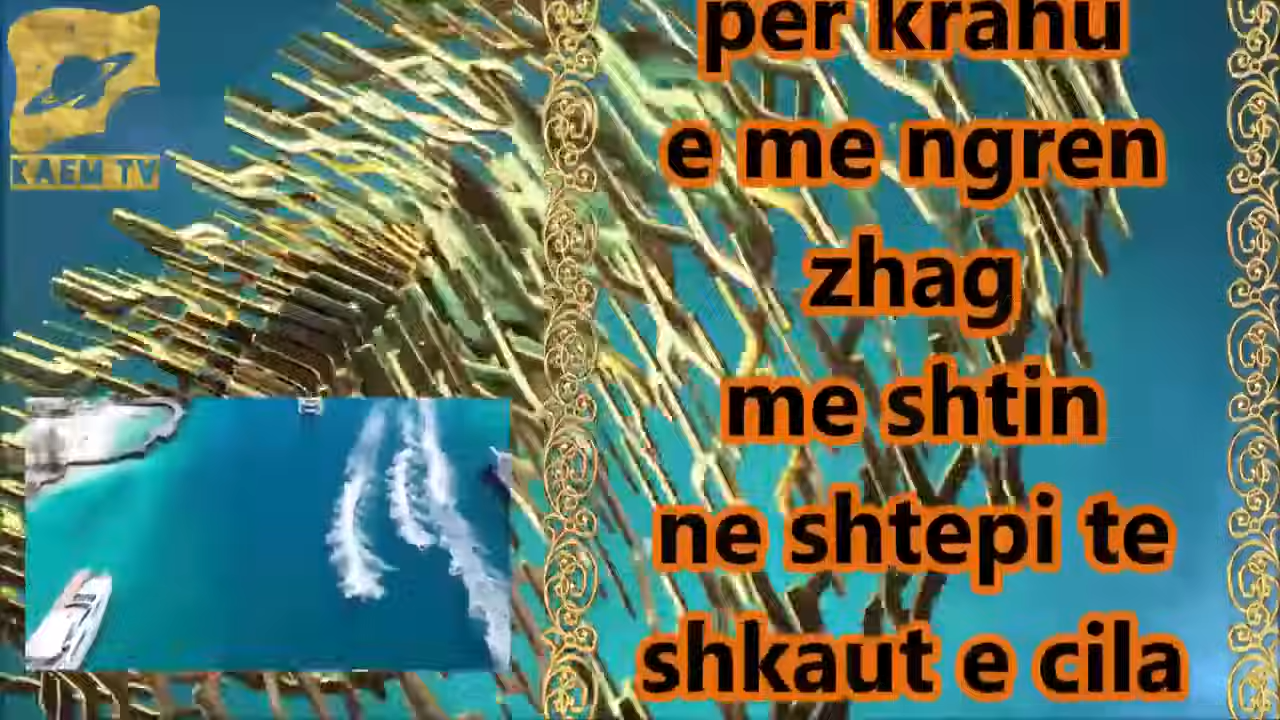 KAEM TV
per krahu
e me ngren
zhag
me shtin
ne shtepi te
shkaut e cila